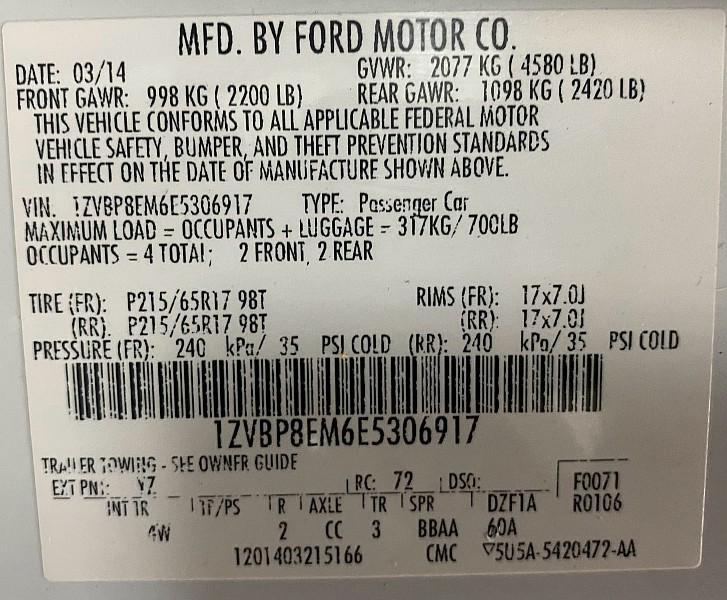 MFD. BY FORD MOTOR CO.
DATE: 03/14 GVWR: 2077 KG ( 4580 LB)
FRONT GAWR: 998 KG ( 2200 LB) REAR GAWR: 1098 KG ( 2420 LB)
THIS VEHICLE CONFORMS TO ALL APPLICABLE FEDERAL MOTOR
VEHICLE SAFETY, BUMPER, AND THEFT PREVENTION STANDARDS
IN EFFECT ON THE DATE OF MANUFACTURE SHOWN ABOVE.
VIN. 1ZVBP8EM6E5306917 TYPE: Passenger Car
MAXIMUM LOAD = OCCUPANTS + LUGGAGE = 317KG/ 700LB
OCCUPANTS = 4 TOTAL; 2 FRONT, 2 REAR
TIRE (FR): P215/65R17 98T RIMS (FR): 17x7.0J
(RR). P215/65R17 98T (RR): 17x7.0J
PRESSURE (FR): 240 kPa/ 35 PSI COLD (RR): 240 kPa/ 35 PSI COLD
1ZVBP8EM6E5306917
TRAILER TOWING - SEE OWNER GUIDE
EXT PNT: YZ RC: 72 DSO: F0071
INT TR TP/PS R AXLE TR SPR DZF1A R0106
4W 2 CC 3 BBAA 60A
1201403215166 CMC ▽5U5A-5420472-AA